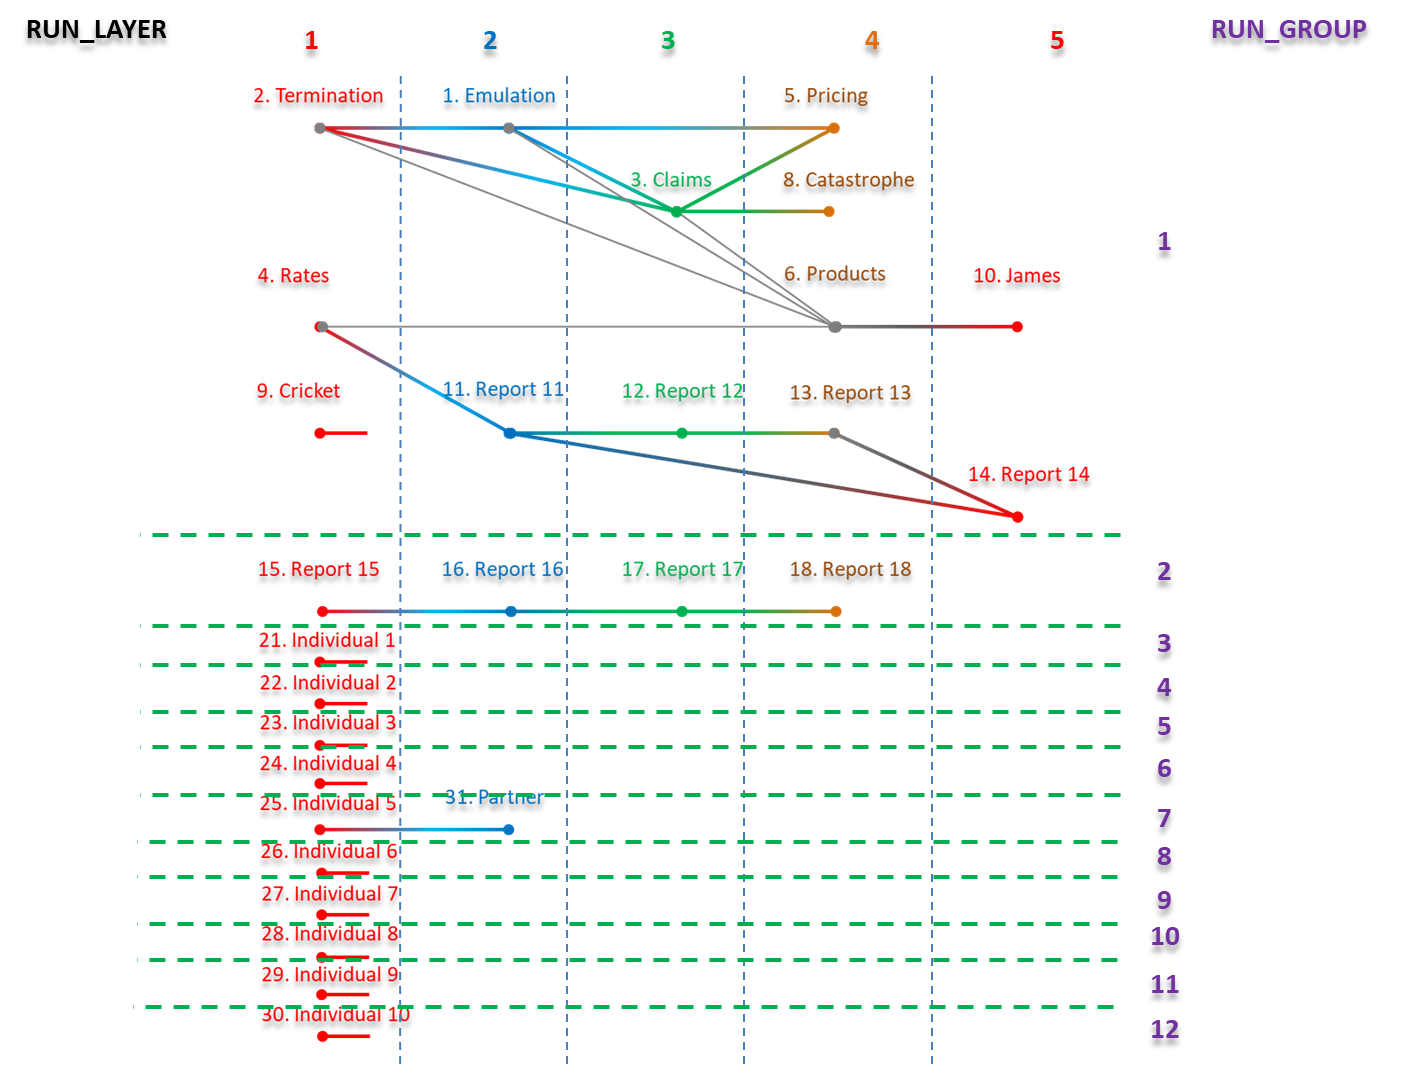 RUN_LAYER 1 2 3 4 5 RUN_GROUP
2. Termination 1. Emulation 5. Pricing
3. Claims 8. Catastrophe
1
4. Rates 6. Products 10. James
9. Cricket 11. Report 11 12. Report 12 13. Report 13
14. Report 14
15. Report 15 16. Report 16 17. Report 17 18. Report 18 2
21. Individual 1 3
22. Individual 2 4
23. Individual 3 5
24. Individual 4 6
25. Individual 5 31. Partner 7
26. Individual 6 8
27. Individual 7 9
28. Individual 8 10
29. Individual 9 11
30. Individual 10 12